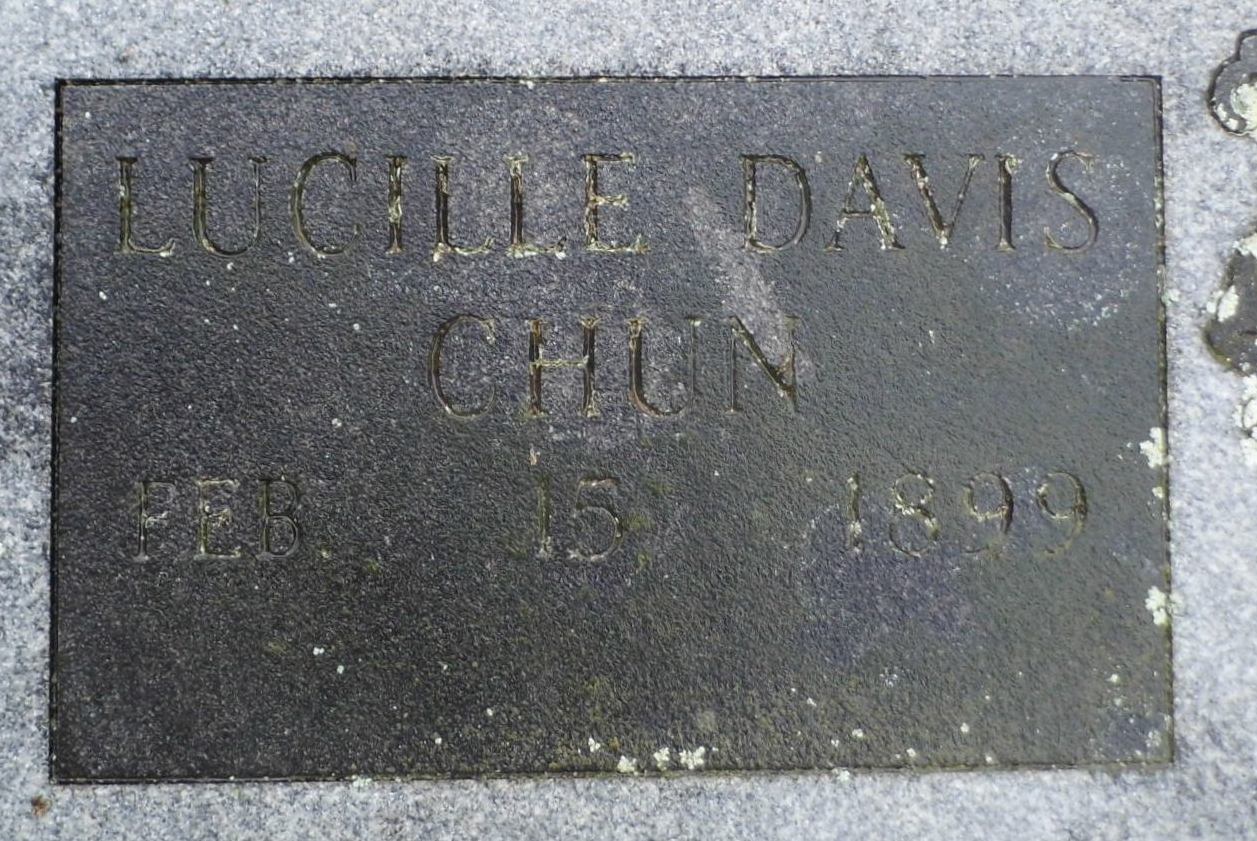 LUCILLE DAVIS
CHUN
FEB 15 1899